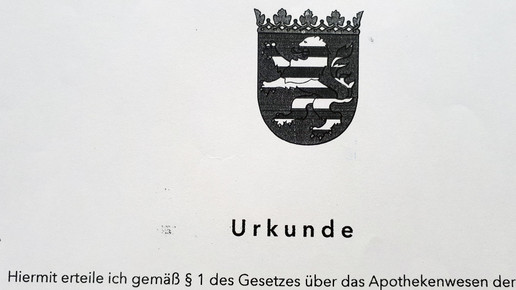 Urkunde
Hiermit erteile ich gemäß § 1 des Gesetzes über das Apothekenwesen der